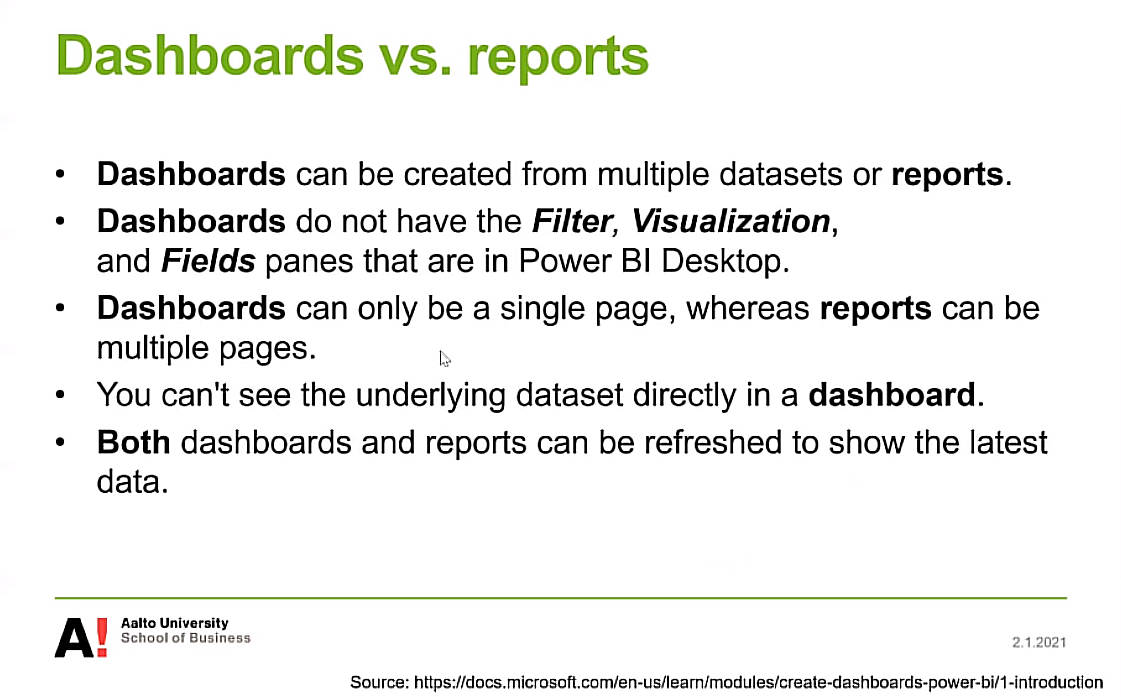 Dashboards vs. reports
• Dashboards can be created from multiple datasets or reports.
• Dashboards do not have the Filter, Visualization,
and Fields panes that are in Power BI Desktop.
• Dashboards can only be a single page, whereas reports can be
multiple pages.
• You can't see the underlying dataset directly in a dashboard.
• Both dashboards and reports can be refreshed to show the latest
data.
A!
Aalto University
School of Business
2.1.2021
Source: https://docs.microsoft.com/en-us/learn/modules/create-dashboards-power-bi/1-introduction